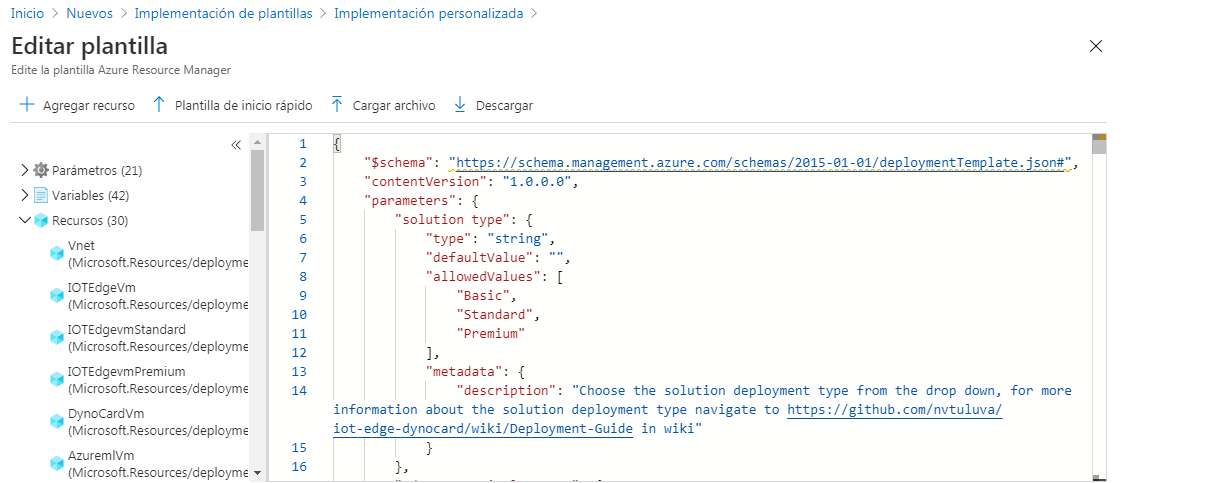 Inicio > Nuevos > Implementación de plantillas > Implementación personalizada >
Editar plantilla
Edite la plantilla Azure Resource Manager
Agregar recurso Plantilla de inicio rápido Cargar archivo Descargar
Parámetros (21)
Variables (42)
Recursos (30)
Vnet
(Microsoft.Resources/deployme
IOTEdgeVm
(Microsoft.Resources/deployme
IOTEdgevmStandard
(Microsoft.Resources/deployme
IOTEdgevmPremium
(Microsoft.Resources/deployme
DynoCardVm
(Microsoft.Resources/deployme
AzuremlVm
(Microsoft.Resources/deployme
1 {
2 "$schema": "https://schema.management.azure.com/schemas/2015-01-01/deploymentTemplate.json#",
3 "contentVersion": "1.0.0.0",
4 "parameters": {
5 "solution type": {
6 "type": "string",
7 "defaultValue": "",
8 "allowedValues": [
9 "Basic",
10 "Standard",
11 "Premium"
12 ],
13 "metadata": {
14 "description": "Choose the solution deployment type from the drop down, for more
information about the solution deployment type navigate to https://github.com/nvtuluva/
iot-edge-dynocard/wiki/Deployment-Guide in wiki"
15 }
16 },